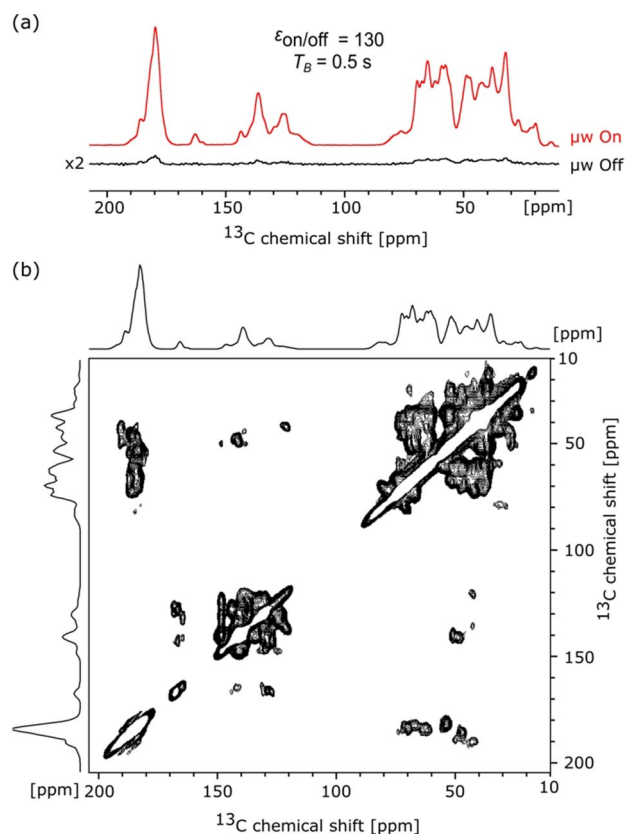 (a)
εon/off = 130
TB = 0.5 s
μw On
x2
μw Off
200 150 100 50 [ppm]
13C chemical shift [ppm]
(b)
[ppm]
10
50
100
150
200
13C chemical shift [ppm]
[ppm] 200 150 100 50 10
13C chemical shift [ppm]